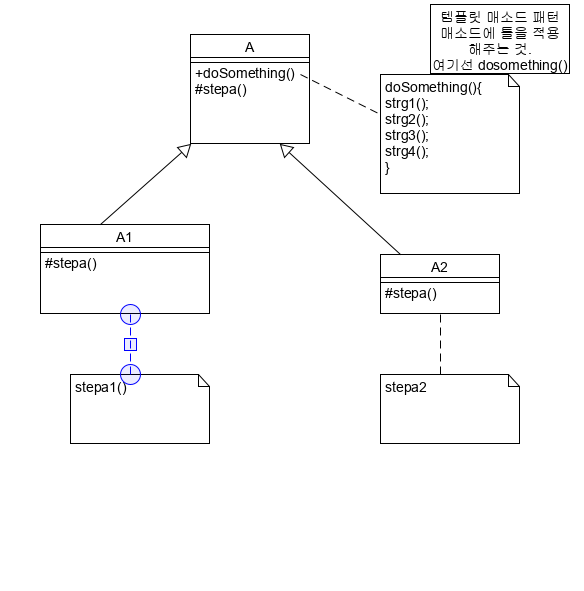 템플릿 매소드 패턴
매소드에 틀을 적용
해주는 것.
여기선 dosomething()
A
+doSomething()
#stepa()
doSomething(){
strg1();
strg2();
strg3();
strg4();
}
A1
#stepa()
A2
#stepa()
stepa1()
stepa2